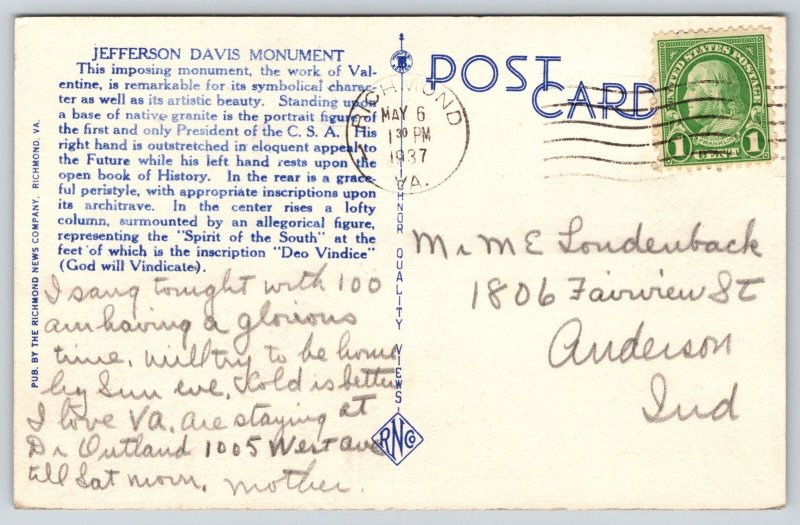 JEFFERSON DAVIS MONUMENT
This imposing monument, the work of Val-
entine, is remarkable for its symbolical charac-
ter as well as its artistic beauty. Standing upon
a base of native granite is the portrait figure of
the first and only President of the C. S. A. His
right hand is outstretched in eloquent appeal to
the Future while his left hand rests upon the
open book of History. In the rear is a grace-
ful peristyle, with appropriate inscriptions upon
its architrave. In the center rises a lofty
column, surmounted by an allegorical figure,
representing the "Spirit of the South" at the
feet of which is the inscription "Deo Vindice"
(God will Vindicate).
I sang tonight with 100
am having a glorious
time. will try to be home
by Sun eve. Kold is better
I love Va. are staying at
Dr Outland 1005 West ave
till Sat morn. Mother.
PUB. BY THE RICHMOND NEWS COMPANY, RICHMOND, VA.
QUALITY VIEWS
RNCo
POST
CARD
RICHMOND
MAY 6
1 30 PM
1937
VA.
UNITED STATES POSTAGE
FRANKLIN
1 CENT 1
Mr M E Loudenback
1806 Fairview St
Anderson
Ind